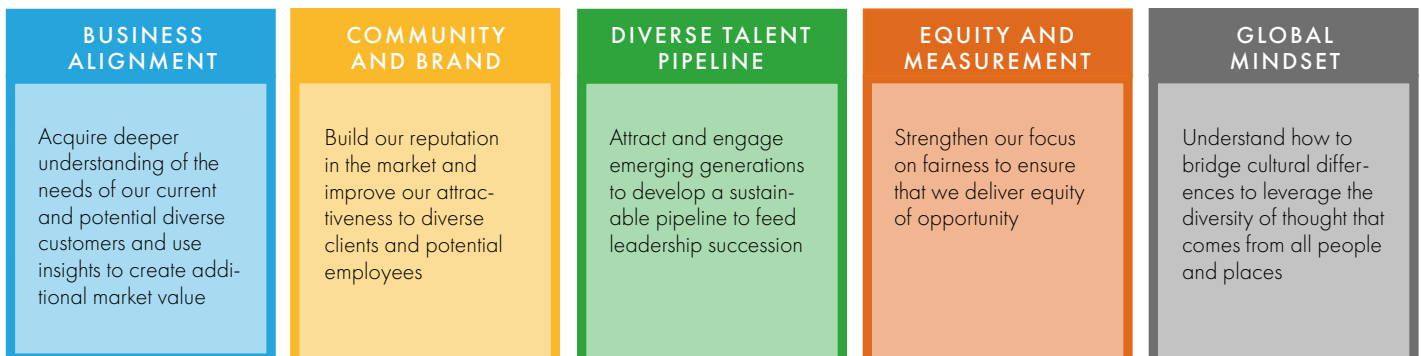 BUSINESS
ALIGNMENT
Acquire deeper
understanding of the
needs of our current
and potential diverse
customers and use
insights to create addi-
tional market value
COMMUNITY
AND BRAND
Build our reputation
in the market and
improve our attrac-
tiveness to diverse
clients and potential
employees
DIVERSE TALENT
PIPELINE
Attract and engage
emerging generations
to develop a sustain-
able pipeline to feed
leadership succession
EQUITY AND
MEASUREMENT
Strengthen our focus
on fairness to ensure
that we deliver equity
of opportunity
GLOBAL
MINDSET
Understand how to
bridge cultural differ-
ences to leverage the
diversity of thought that
comes from all people
and places